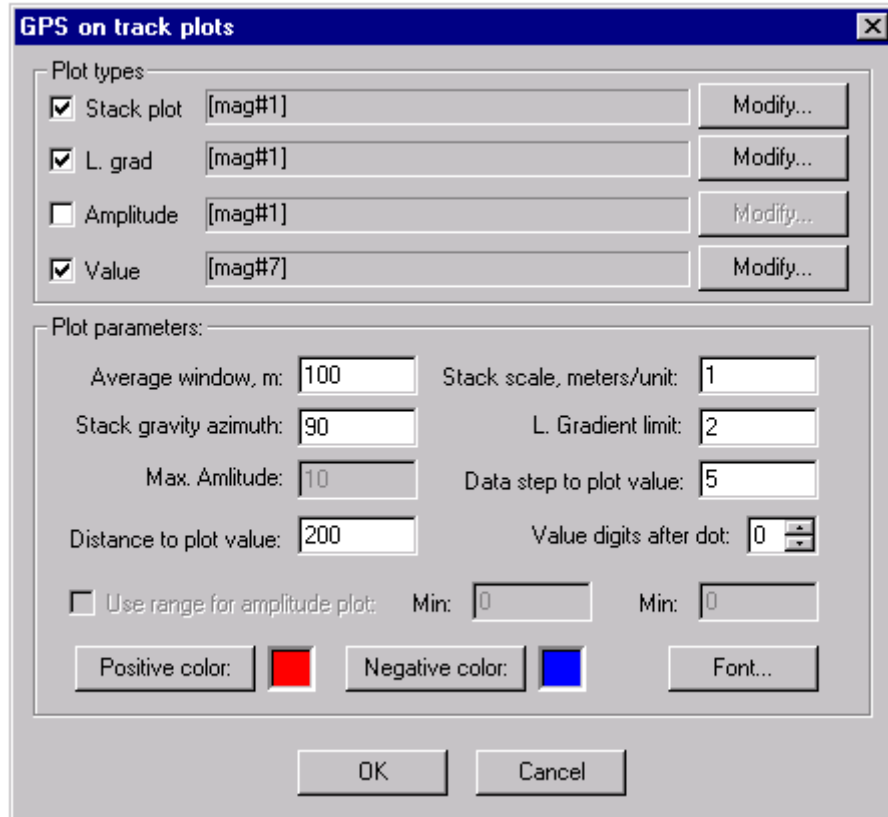 GPS on track plots
Plot types
Stack plot [mag#1] Modify...
L. grad [mag#1] Modify...
Amplitude [mag#1] Modify...
Value [mag#7] Modify...
Plot parameters:
Average window, m: 100 Stack scale, meters/unit: 1
Stack gravity azimuth: 90 L. Gradient limit: 2
Max. Amlitude: 10 Data step to plot value: 5
Distance to plot value: 200 Value digits after dot: 0
Use range for amplitude plot: Min: 0 Min: 0
Positive color: Negative color: Font...
OK Cancel